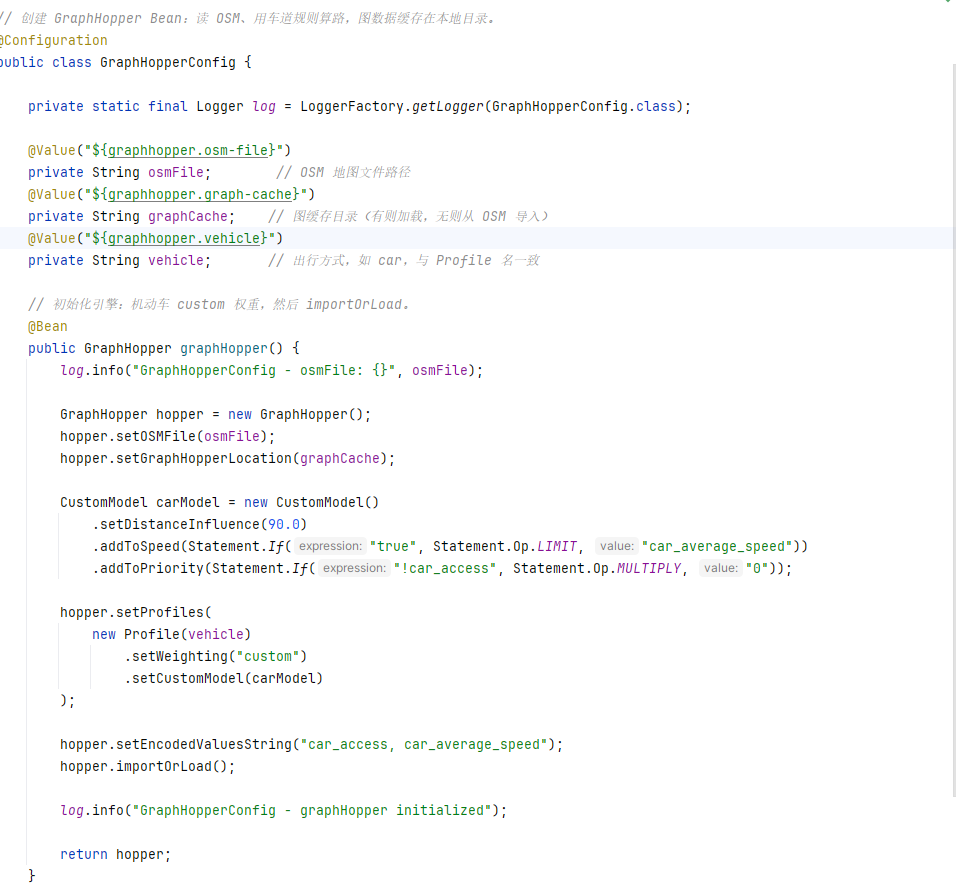 // 创建 GraphHopper Bean：读 OSM、用车道规则算路，图数据缓存在本地目录。
@Configuration
public class GraphHopperConfig {
private static final Logger log = LoggerFactory.getLogger(GraphHopperConfig.class);
@Value("${graphhopper.osm-file}")
private String osmFile;        // OSM 地图文件路径
@Value("${graphhopper.graph-cache}")
private String graphCache;    // 图缓存目录（有则加载，无则从 OSM 导入）
@Value("${graphhopper.vehicle}")
private String vehicle;       // 出行方式，如 car，与 Profile 名一致
// 初始化引擎：机动车 custom 权重，然后 importOrLoad。
@Bean
public GraphHopper graphHopper() {
log.info("GraphHopperConfig - osmFile: {}", osmFile);
GraphHopper hopper = new GraphHopper();
hopper.setOSMFile(osmFile);
hopper.setGraphHopperLocation(graphCache);
CustomModel carModel = new CustomModel()
.setDistanceInfluence(90.0)
.addToSpeed(Statement.If( expression: "true", Statement.Op.LIMIT, value: "car_average_speed"))
.addToPriority(Statement.If( expression: "!car_access", Statement.Op.MULTIPLY, value: "0"));
hopper.setProfiles(
new Profile(vehicle)
.setWeighting("custom")
.setCustomModel(carModel)
);
hopper.setEncodedValuesString("car_access, car_average_speed");
hopper.importOrLoad();
log.info("GraphHopperConfig - graphHopper initialized");
return hopper;
}